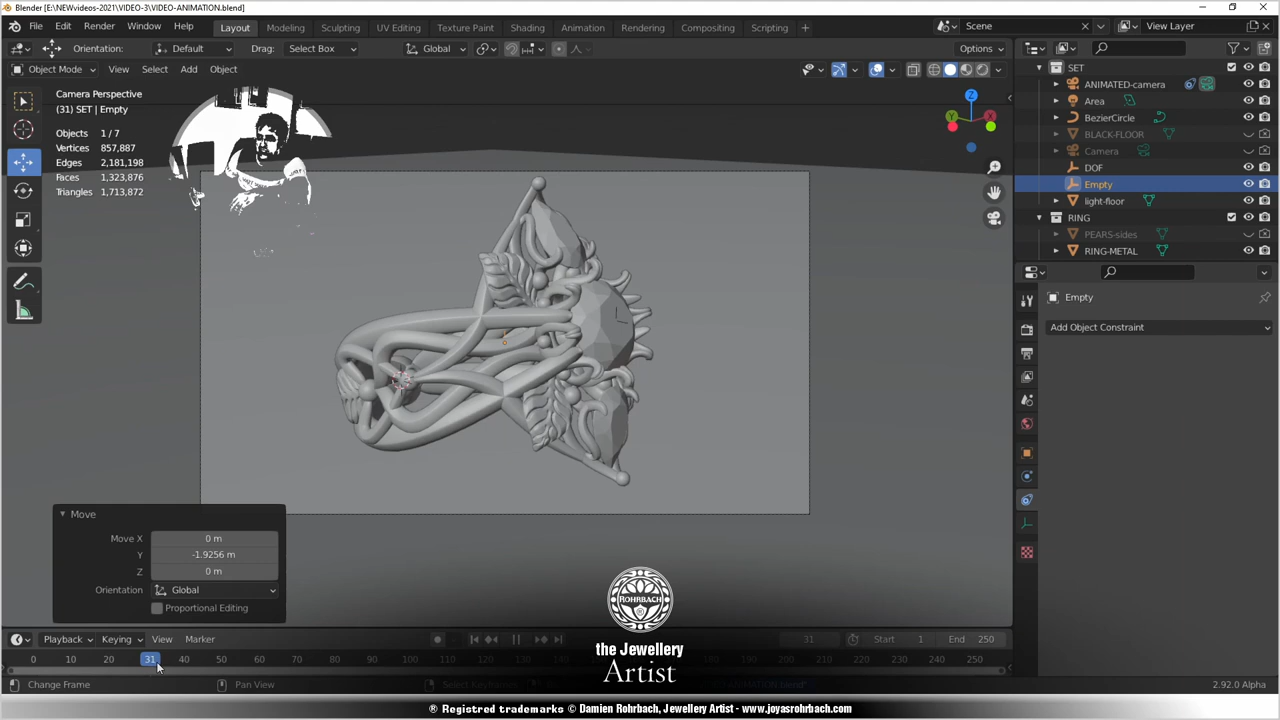 Blender [E:\NEWvideos-2021\VIDEO-3\VIDEO-ANIMATION.blend]
File Edit Render Window Help Layout Modeling Sculpting UV Editing Texture Paint Shading Animation Rendering Compositing Scripting + Scene View Layer
Orientation: Default Drag: Select Box Global Options
Object Mode View Select Add Object
Camera Perspective
(31) SET | Empty
Objects 1 / 7
Vertices 857,887
Edges 2,181,198
Faces 1,323,876
Triangles 1,713,872
Z
Y
X
SET
ANIMATED-camera
Area
BezierCircle
BLACK-FLOOR
Camera
DOF
Empty
light-floor
RING
PEARS-sides
RING-METAL
Empty
Add Object Constraint
Move
Move X 0 m
Y -1.9256 m
Z 0 m
Orientation Global
Proportional Editing
ROHRBACH
the Jewellery
Artist
Playback Keying View Marker 31 Start 1 End 250
0 10 20 31 40 50 60 70 80 90 100 110 120 130 140 150 160 170 180 190 200 210 220 230 240 250
Change Frame Pan View Select Keyframes 2.92.0 Alpha
® Registered trademarks © Damien Rohrbach, Jewellery Artist - www.joyasrohrbach.com